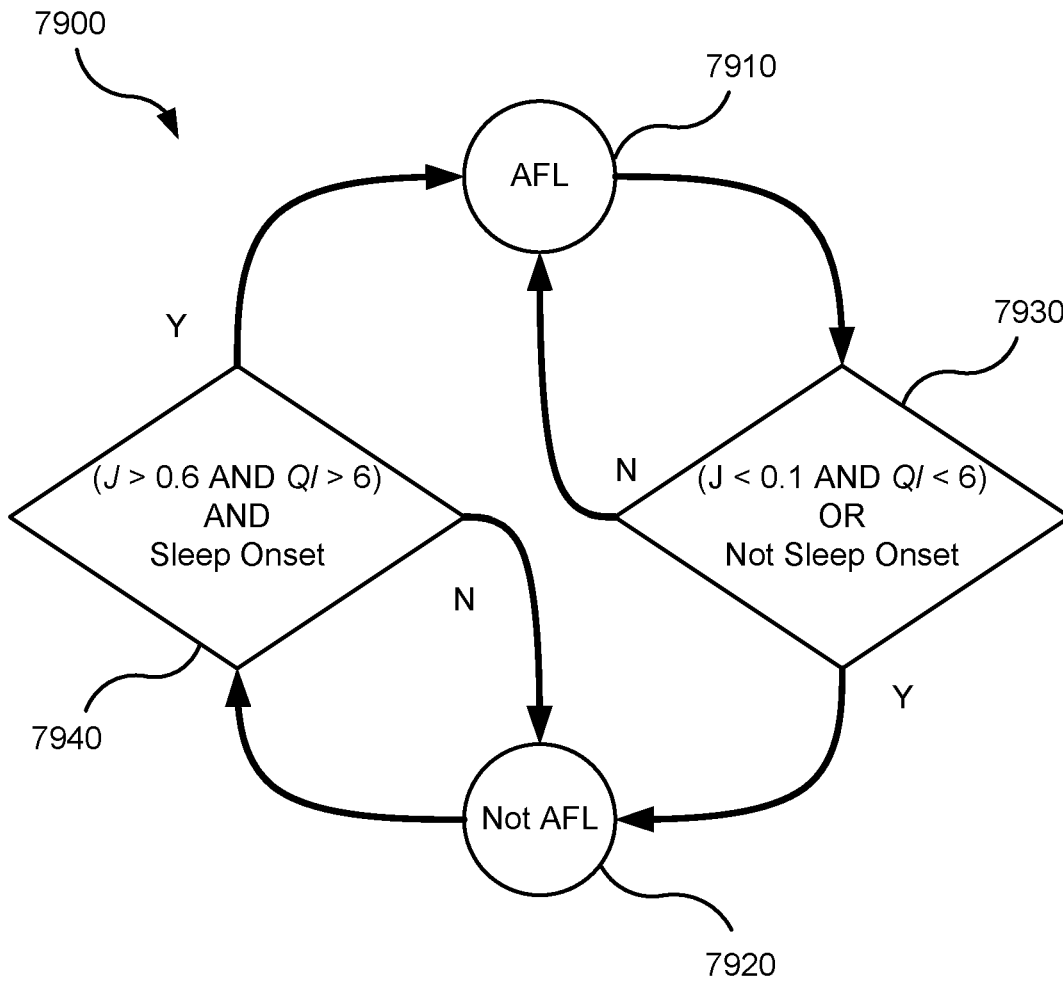 7900
7910
AFL
7930
Y
(J > 0.6 AND QI > 6)
AND
Sleep Onset
N
N
(J < 0.1 AND QI < 6)
OR
Not Sleep Onset
Y
7940
Not AFL
7920